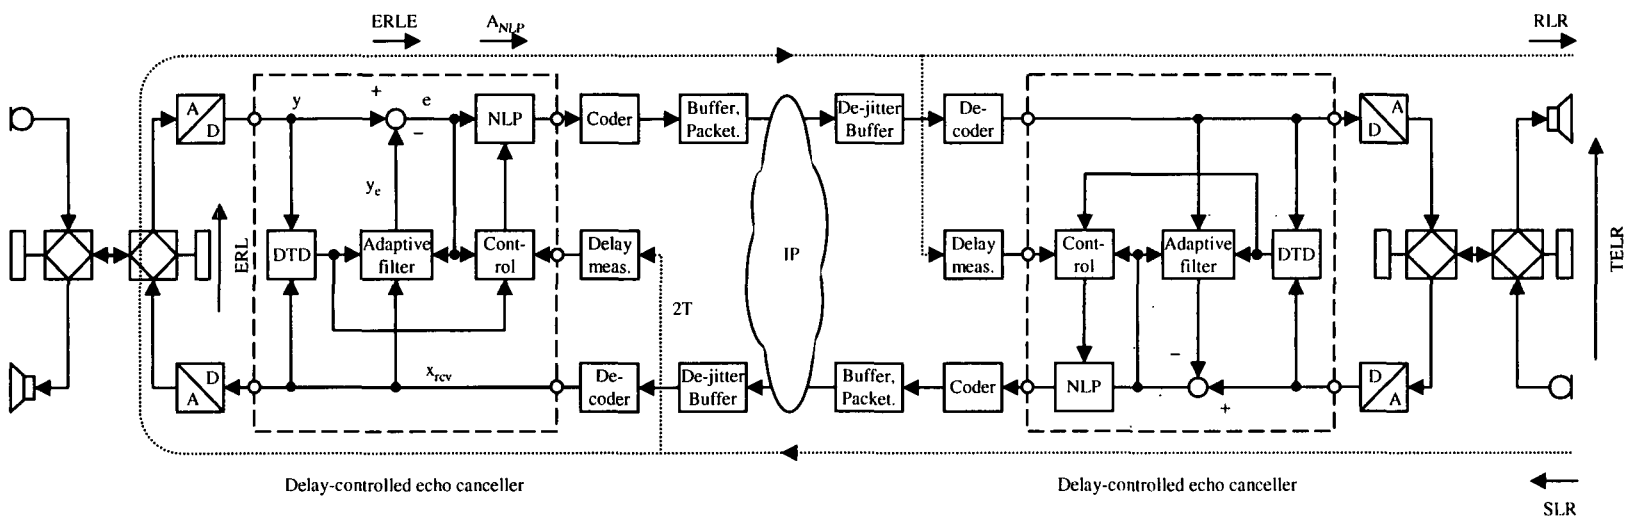 ERLE
A_NLP
RLR
y
+
e
A
D
−
NLP
Coder
Buffer,
Packet.
De-jitter
Buffer
De-
coder
A
D
y_e
ERL
DTD
Adaptive
filter
Cont-
rol
Delay
meas.
IP
Delay
meas.
Cont-
rol
Adaptive
filter
DTD
TELR
2T
−
D
A
x_rcv
De-
coder
De-jitter
Buffer
Buffer,
Packet.
Coder
NLP
+
D
A
Delay-controlled echo canceller
Delay-controlled echo canceller
SLR